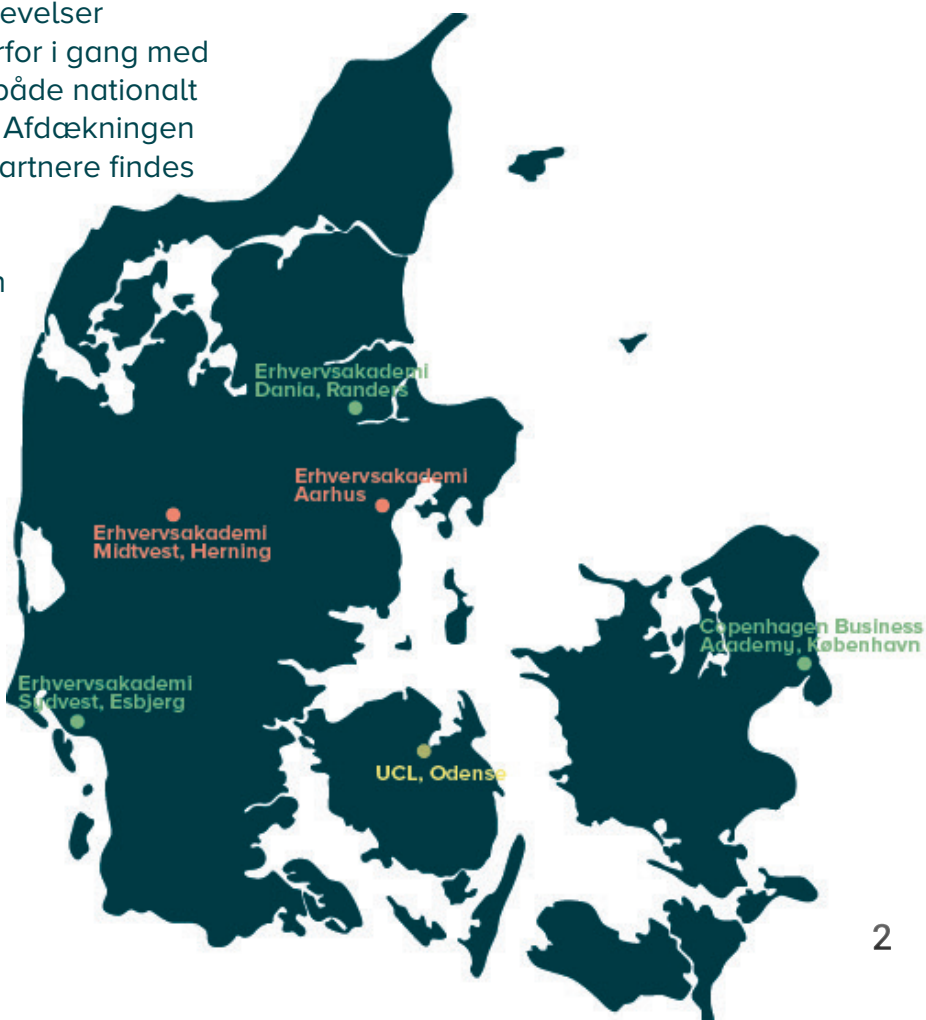 evelser
rfor i gang med
både nationalt
Afdækningen
artnere findes
Erhvervsakademi
Dania, Randers
Erhvervsakademi
Aarhus
Erhvervsakademi
Midtvest, Herning
Copenhagen Business
Academy, København
Erhvervsakademi
Sydvest, Esbjerg
UCL, Odense
2